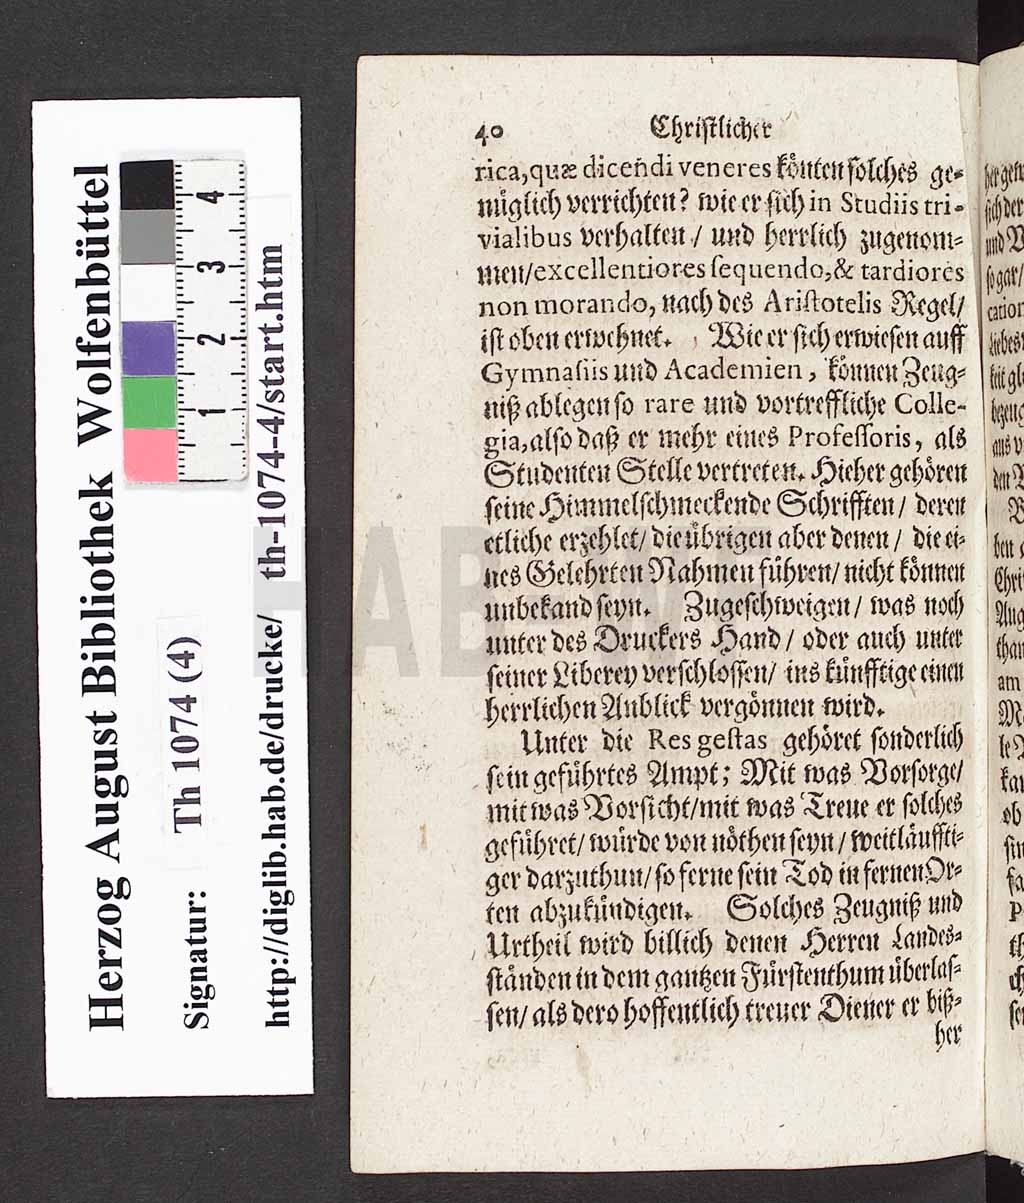 Herzog August Bibliothek Wolfenbüttel
Signatur: Th 1074 (4)
http://diglib.hab.de/drucke/ th-1074-4/start.htm
1 2 3 4
HAB
40 Christlicher
rica, quæ dicendi veneres könten solches ge-
nüglich verrichten? wie er sich in Studiis tri-
vialibus verhalten / und herrlich zugenom-
men/excellentiores sequendo, & tardiores
non morando, nach des Aristotelis Regel/
ist oben erwehnet. Wie er sich erwiesen auff
Gymnasiis und Academien, können Zeug-
niß ablegen so rare und vortreffliche Colle-
gia, also daß er mehr eines Professoris, als
Studenten Stelle vertreten. Hieher gehören
seine Himmelschmeckende Schrifften / deren
etliche erzehlet/ die übrigen aber denen / die ei-
nes Gelehrten Nahmen führen/ nicht können
unbekand seyn. Zugeschweigen / was noch
unter des Druckers Hand / oder auch unter
seiner Liberey verschlossen/ ins künfftige einen
herrlichen Anblick vergönnen wird.
Unter die Res gestas gehöret sonderlich
sein geführtes Ampt; Mit was Vorsorge/
mit was Vorsicht/mit was Treue er solches
geführet/ würde von nöthen seyn / weitläuffti-
ger darzuthun/ so ferne sein Tod in fernen Or-
ten abzukündigen. Solches Zeugniß und
Urtheil wird billich denen Herren Landes-
ständen in dem gantzen Fürstenthum überlas-
sen/ als dero hoffentlich treuer Diener er biß-
her